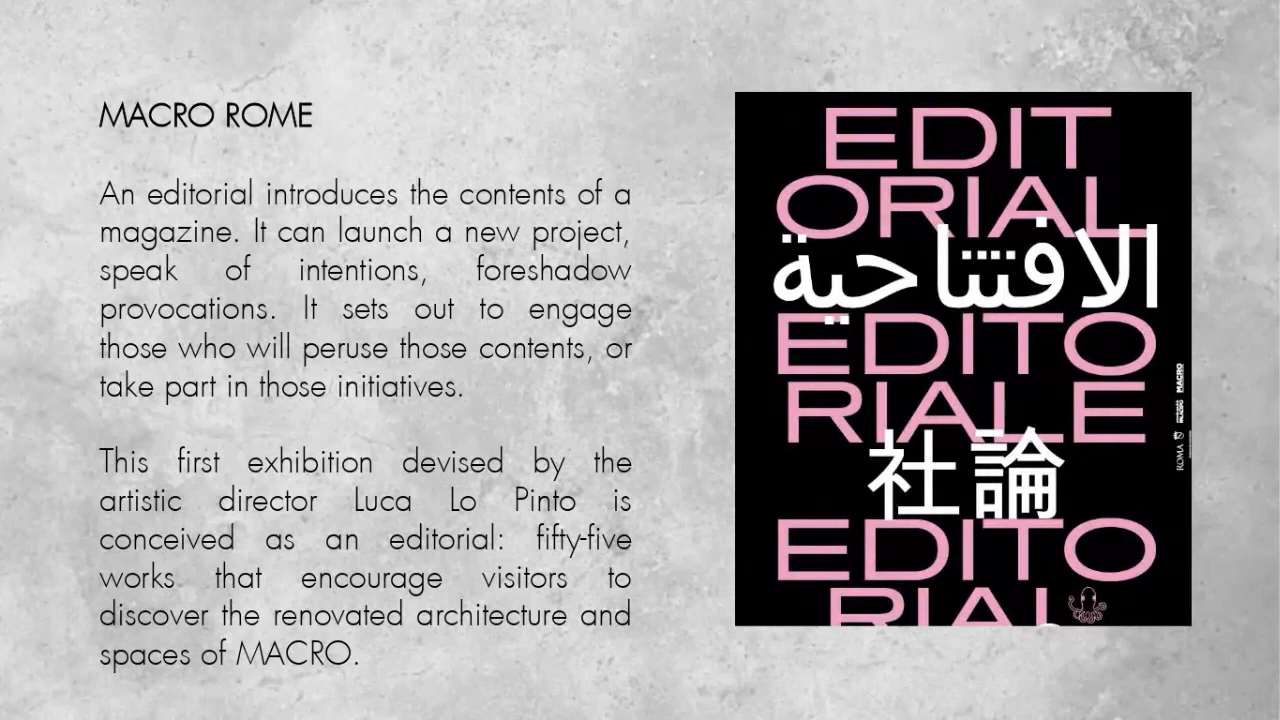 MACRO ROME
An editorial introduces the contents of a
magazine. It can launch a new project,
speak of intentions, foreshadow
provocations. It sets out to engage
those who will peruse those contents, or
take part in those initiatives.
This first exhibition devised by the
artistic director Luca Lo Pinto is
conceived as an editorial: fifty-five
works that encourage visitors to
discover the renovated architecture and
spaces of MACRO.
EDIT
ORIAL
الافتتاحية
EDITO
RIALE
社論
EDITO
RIAL
MACRO
ROMA